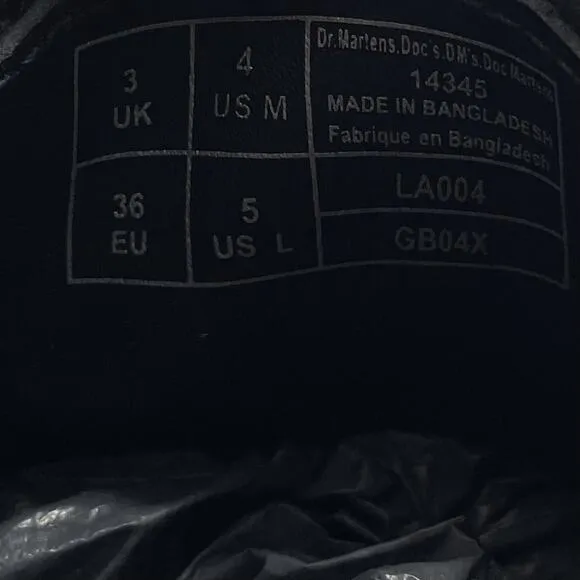 3
UK
4
US M
Dr.Martens.Doc's.DM's.Doc Martens
14345
MADE IN BANGLADESH
Fabrique en Bangladesh
36
EU
5
US L
LA004
GB04X